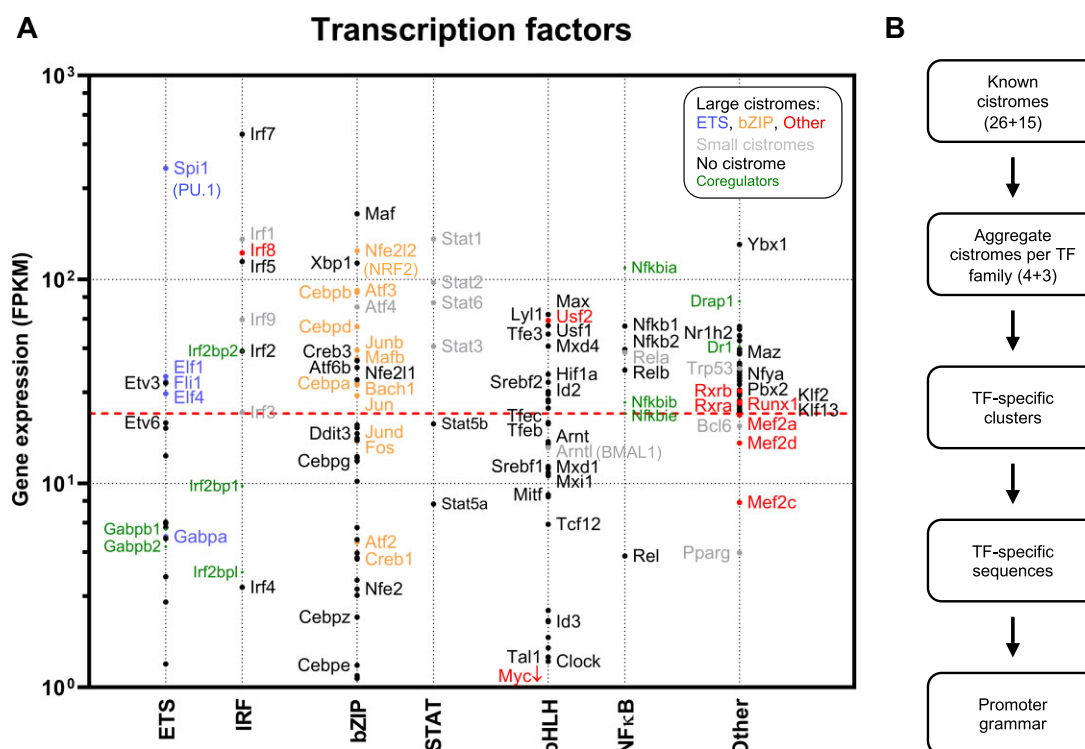 A
Transcription factors
B
Gene expression (FPKM)
10³
10²
10¹
10⁰
Large cistromes:
ETS, bZIP, Other
Small cistromes
No cistrome
Coregulators
Spi1
(PU.1)
Elf1
Etv3
Fli1
Elf4
Etv6
Gabpb1
Gabpa
Gabpb2
Irf7
Irf1
Irf8
Irf5
Irf9
Irf2bp2
Irf2
Irf3
Irf2bp1
Irf2bpl
Irf4
Maf
Nfe2l2
Xbp1
(NRF2)
Cebpb
Atf3
Atf4
Cebpd
Junb
Creb3
Mafb
Atf6b
Nfe2l1
Cebpa
Bach1
Jun
Ddit3
Jund
Fos
Cebpg
Atf2
Creb1
Nfe2
Cebpz
Cebpe
Stat1
Stat2
Stat6
Stat3
Stat5b
Stat5a
Max
Lyl1
Usf2
Usf1
Tfe3
Mxd4
Hif1a
Srebf2
Id2
Tfec
Tfeb
Arnt
Arntl (BMAL1)
Srebf1
Mxd1
Mxi1
Mitf
Tcf12
Id3
Tal1
Clock
Myc↓
Nfkbia
Nfkb1
Nfkb2
Rela
Relb
Nfkbib
Nfkbie
Rel
Ybx1
Drap1
Nr1h2
Dr1
Maz
Trp53
Nfya
Rxrb
Pbx2
Klf2
Rxra
Runx1
Klf13
Bcl6
Mef2a
Mef2d
Mef2c
Pparg
ETS
IRF
bZIP
STAT
bHLH
NFκB
Other
Known
cistromes
(26+15)
Aggregate
cistromes per TF
family (4+3)
TF-specific
clusters
TF-specific
sequences
Promoter
grammar